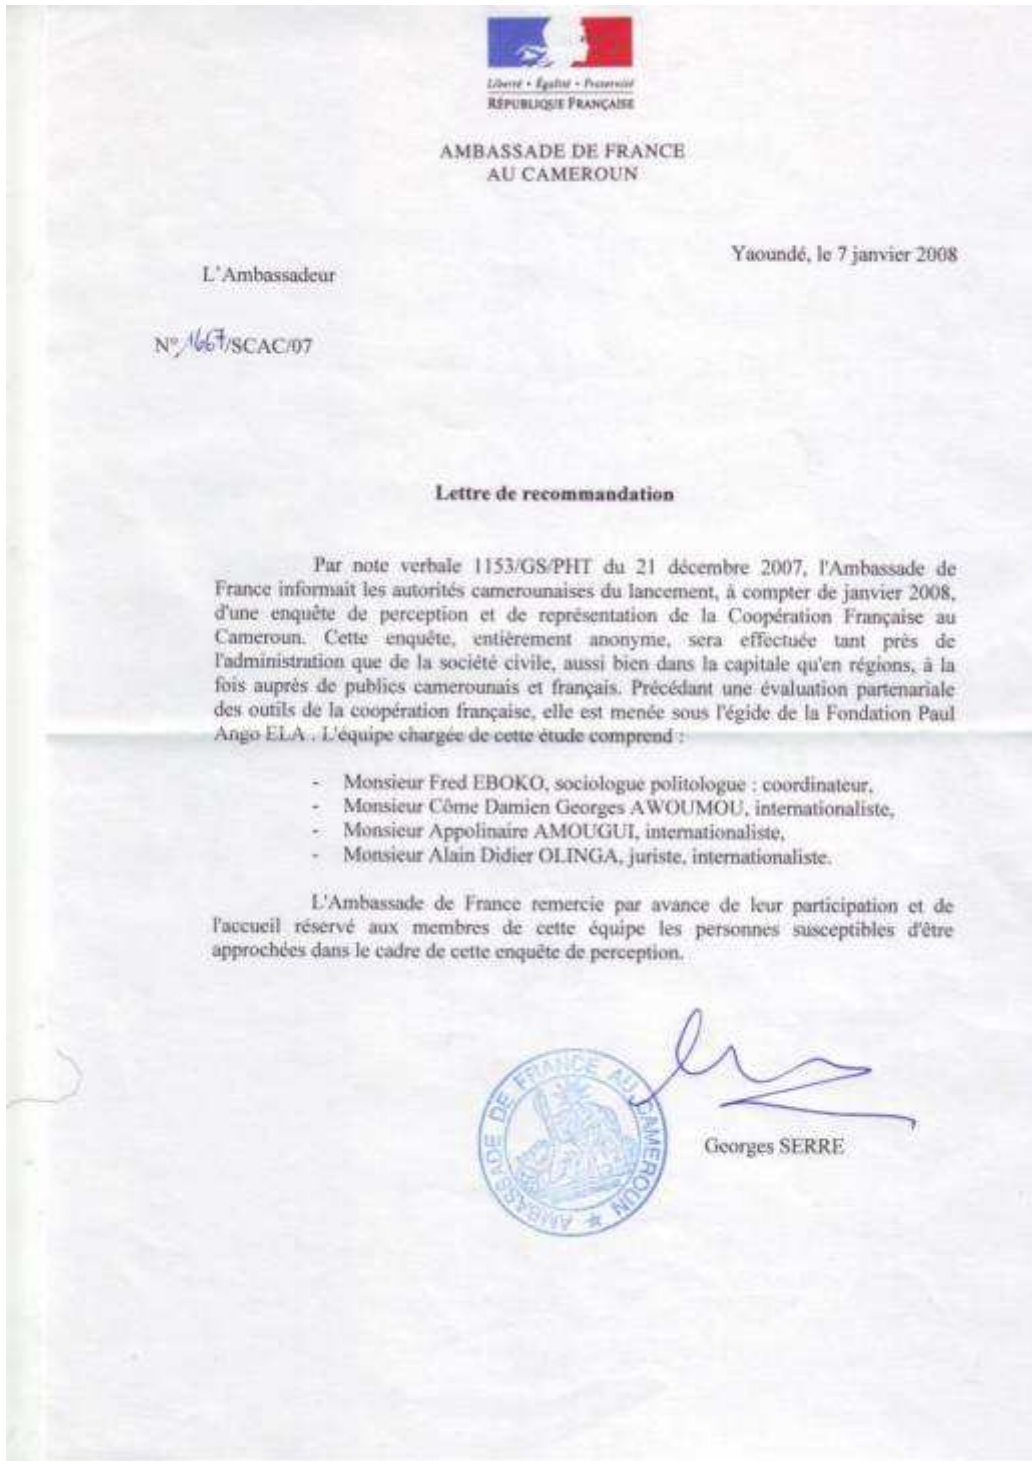 Liberté • Égalité • Fraternité
RÉPUBLIQUE FRANÇAISE
AMBASSADE DE FRANCE
AU CAMEROUN
Yaoundé, le 7 janvier 2008
L'Ambassadeur
N° 1667/SCAC/07
Lettre de recommandation
Par note verbale 1153/GS/PHT du 21 décembre 2007, l'Ambassade de
France informait les autorités camerounaises du lancement, à compter de janvier 2008,
d'une enquête de perception et de représentation de la Coopération Française au
Cameroun. Cette enquête, entièrement anonyme, sera effectuée tant près de
l'administration que de la société civile, aussi bien dans la capitale qu'en régions, à la
fois auprès de publics camerounais et français. Précédant une évaluation partenariale
des outils de la coopération française, elle est menée sous l'égide de la Fondation Paul
Ango ELA . L'équipe chargée de cette étude comprend :
- Monsieur Fred EBOKO, sociologue politologue : coordinateur,
- Monsieur Côme Damien Georges AWOUMOU, internationaliste,
- Monsieur Appolinaire AMOUGUI, internationaliste,
- Monsieur Alain Didier OLINGA, juriste, internationaliste.
L'Ambassade de France remercie par avance de leur participation et de
l'accueil réservé aux membres de cette équipe les personnes susceptibles d'être
approchées dans le cadre de cette enquête de perception.
AMBASSADE DE FRANCE AU CAMEROUN
Georges SERRE